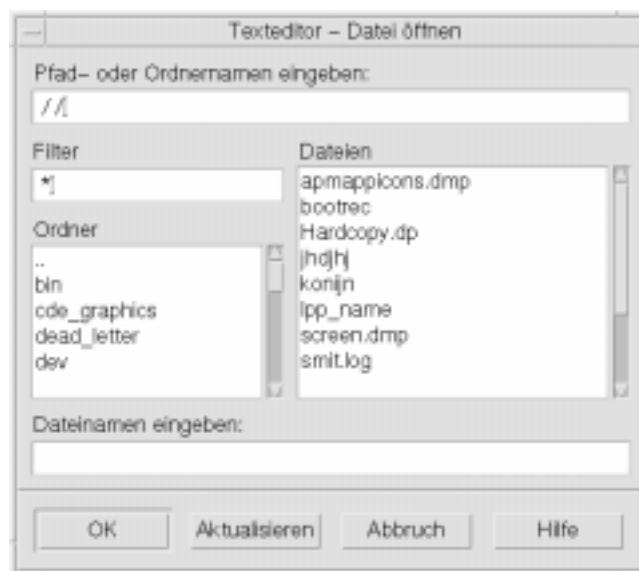 Texteditor – Datei öffnen
Pfad– oder Ordnernamen eingeben:
//
Filter
*
Ordner
..
bin
cde_graphics
dead_letter
dev
Dateien
apmappicons.dmp
bootrec
Hardcopy.dp
jhdjhj
konijn
lpp_name
screen.dmp
smit.log
Dateinamen eingeben:
OK
Aktualisieren
Abbruch
Hilfe